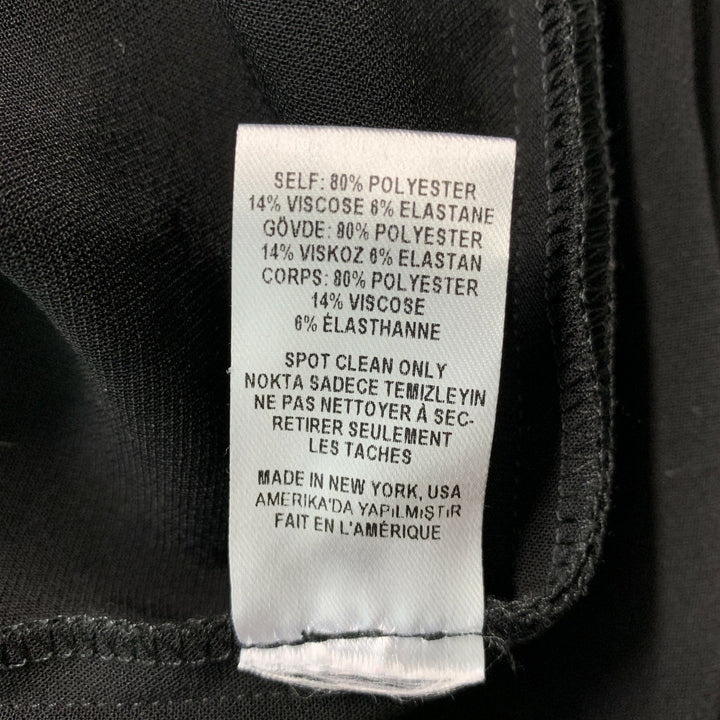 SELF: 80% POLYESTER
14% VISCOSE 6% ELASTANE
GÖVDE: 80% POLYESTER
14% VISKOZ 6% ELASTAN
CORPS: 80% POLYESTER
14% VISCOSE
6% ÉLASTHANNE
SPOT CLEAN ONLY
NOKTA SADECE TEMIZLEYIN
NE PAS NETTOYER À SEC-
RETIRER SEULEMENT
LES TACHES
MADE IN NEW YORK, USA
AMERIKA'DA YAPILMıSTıR
FAIT EN L'AMÉRIQUE